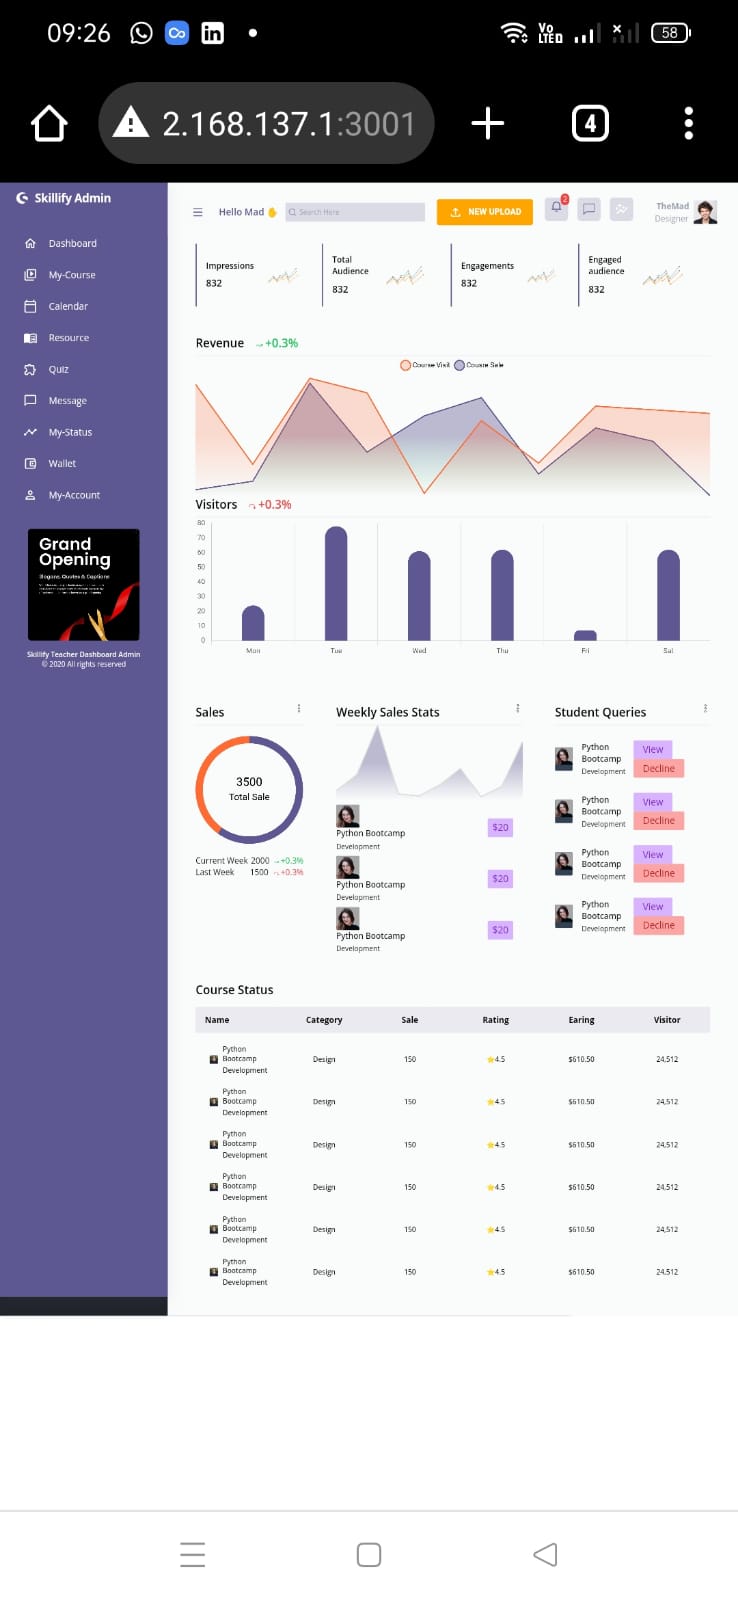 09:26
Vo
LTED
58
2.168.137.1:3001
4
Skillify Admin
Dashboard
My-Course
Calendar
Resource
Quiz
Message
My-Status
Wallet
My-Account
Grand
Opening
Slogans, Quotes & Captions
Skillify Teacher Dashboard Admin
© 2020 All rights reserved
Hello Mad
Search Here
NEW UPLOAD
2
TheMad
Designer
Impressions
832
Total
Audience
832
Engagements
832
Engaged
audience
832
Revenue +0.3%
Course Visit Cousre Sale
Visitors +0.3%
80
70
60
50
40
30
20
10
0
Mon Tue Wed Thu Fri Sat
Sales
3500
Total Sale
Current Week 2000 +0.3%
Last Week 1500 +0.3%
Weekly Sales Stats
Python Bootcamp
Development
$20
Python Bootcamp
Development
$20
Python Bootcamp
Development
$20
Student Queries
Python
Bootcamp
Development
View
Decline
Python
Bootcamp
Development
View
Decline
Python
Bootcamp
Development
View
Decline
Python
Bootcamp
Development
View
Decline
Course Status
Name Category Sale Rating Earing Visitor
Python
Bootcamp
Development
Design 150 4.5 $610.50 24,512
Python
Bootcamp
Development
Design 150 4.5 $610.50 24,512
Python
Bootcamp
Development
Design 150 4.5 $610.50 24,512
Python
Bootcamp
Development
Design 150 4.5 $610.50 24,512
Python
Bootcamp
Development
Design 150 4.5 $610.50 24,512
Python
Bootcamp
Development
Design 150 4.5 $610.50 24,512